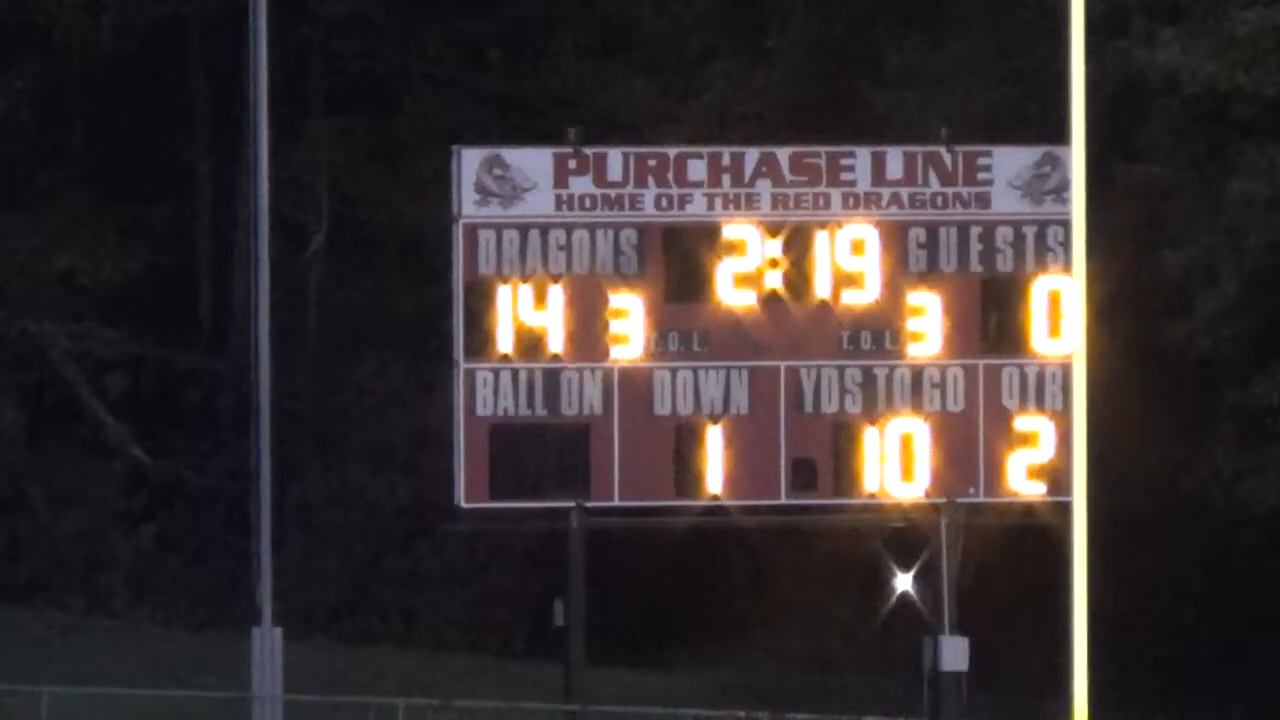 PURCHASE LINE
HOME OF THE RED DRAGONS
DRAGONS 2:19 GUESTS
14 3 T.O.L. T.O.L. 3 0
BALL ON DOWN YDS TO GO QTR
1 10 2